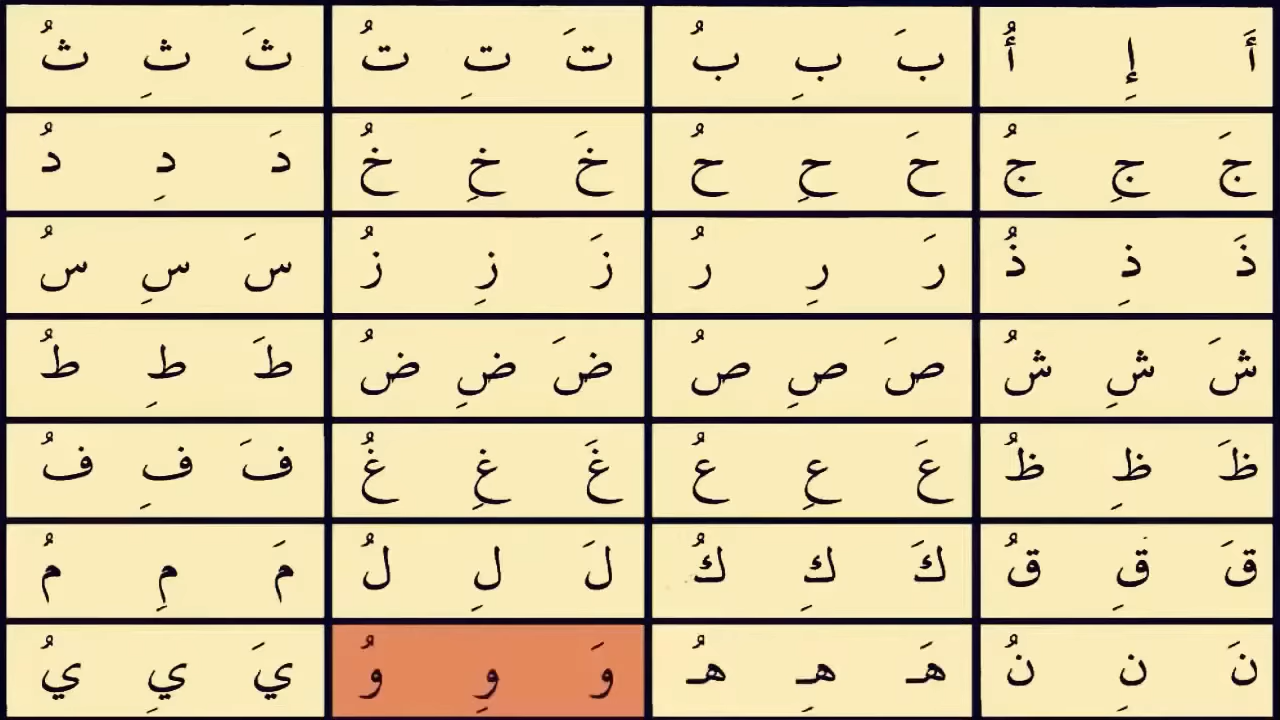 أَ إِ أُ بَ بِ بُ تَ تِ تُ ثَ ثِ ثُ
جَ جِ جُ حَ حِ حُ خَ خِ خُ دَ دِ دُ
ذَ ذِ ذُ رَ رِ رُ زَ زِ زُ سَ سِ سُ
شَ شِ شُ صَ صِ صُ ضَ ضِ ضُ طَ طِ طُ
ظَ ظِ ظُ عَ عِ عُ غَ غِ غُ فَ فِ فُ
قَ قِ قُ كَ كِ كُ لَ لِ لُ مَ مِ مُ
نَ نِ نُ هَـ هِـ هُـ وَ وِ وُ يَ يِ يُ